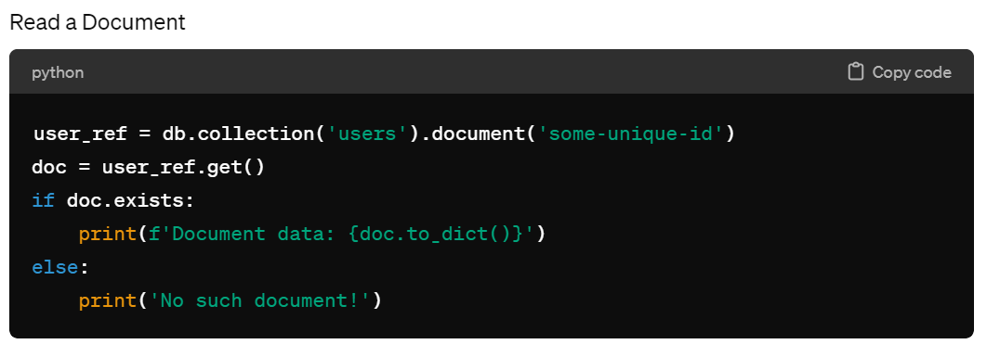 Read a Document
python
Copy code
user_ref = db.collection('users').document('some-unique-id')
doc = user_ref.get()
if doc.exists:
    print(f'Document data: {doc.to_dict()}')
else:
    print('No such document!')